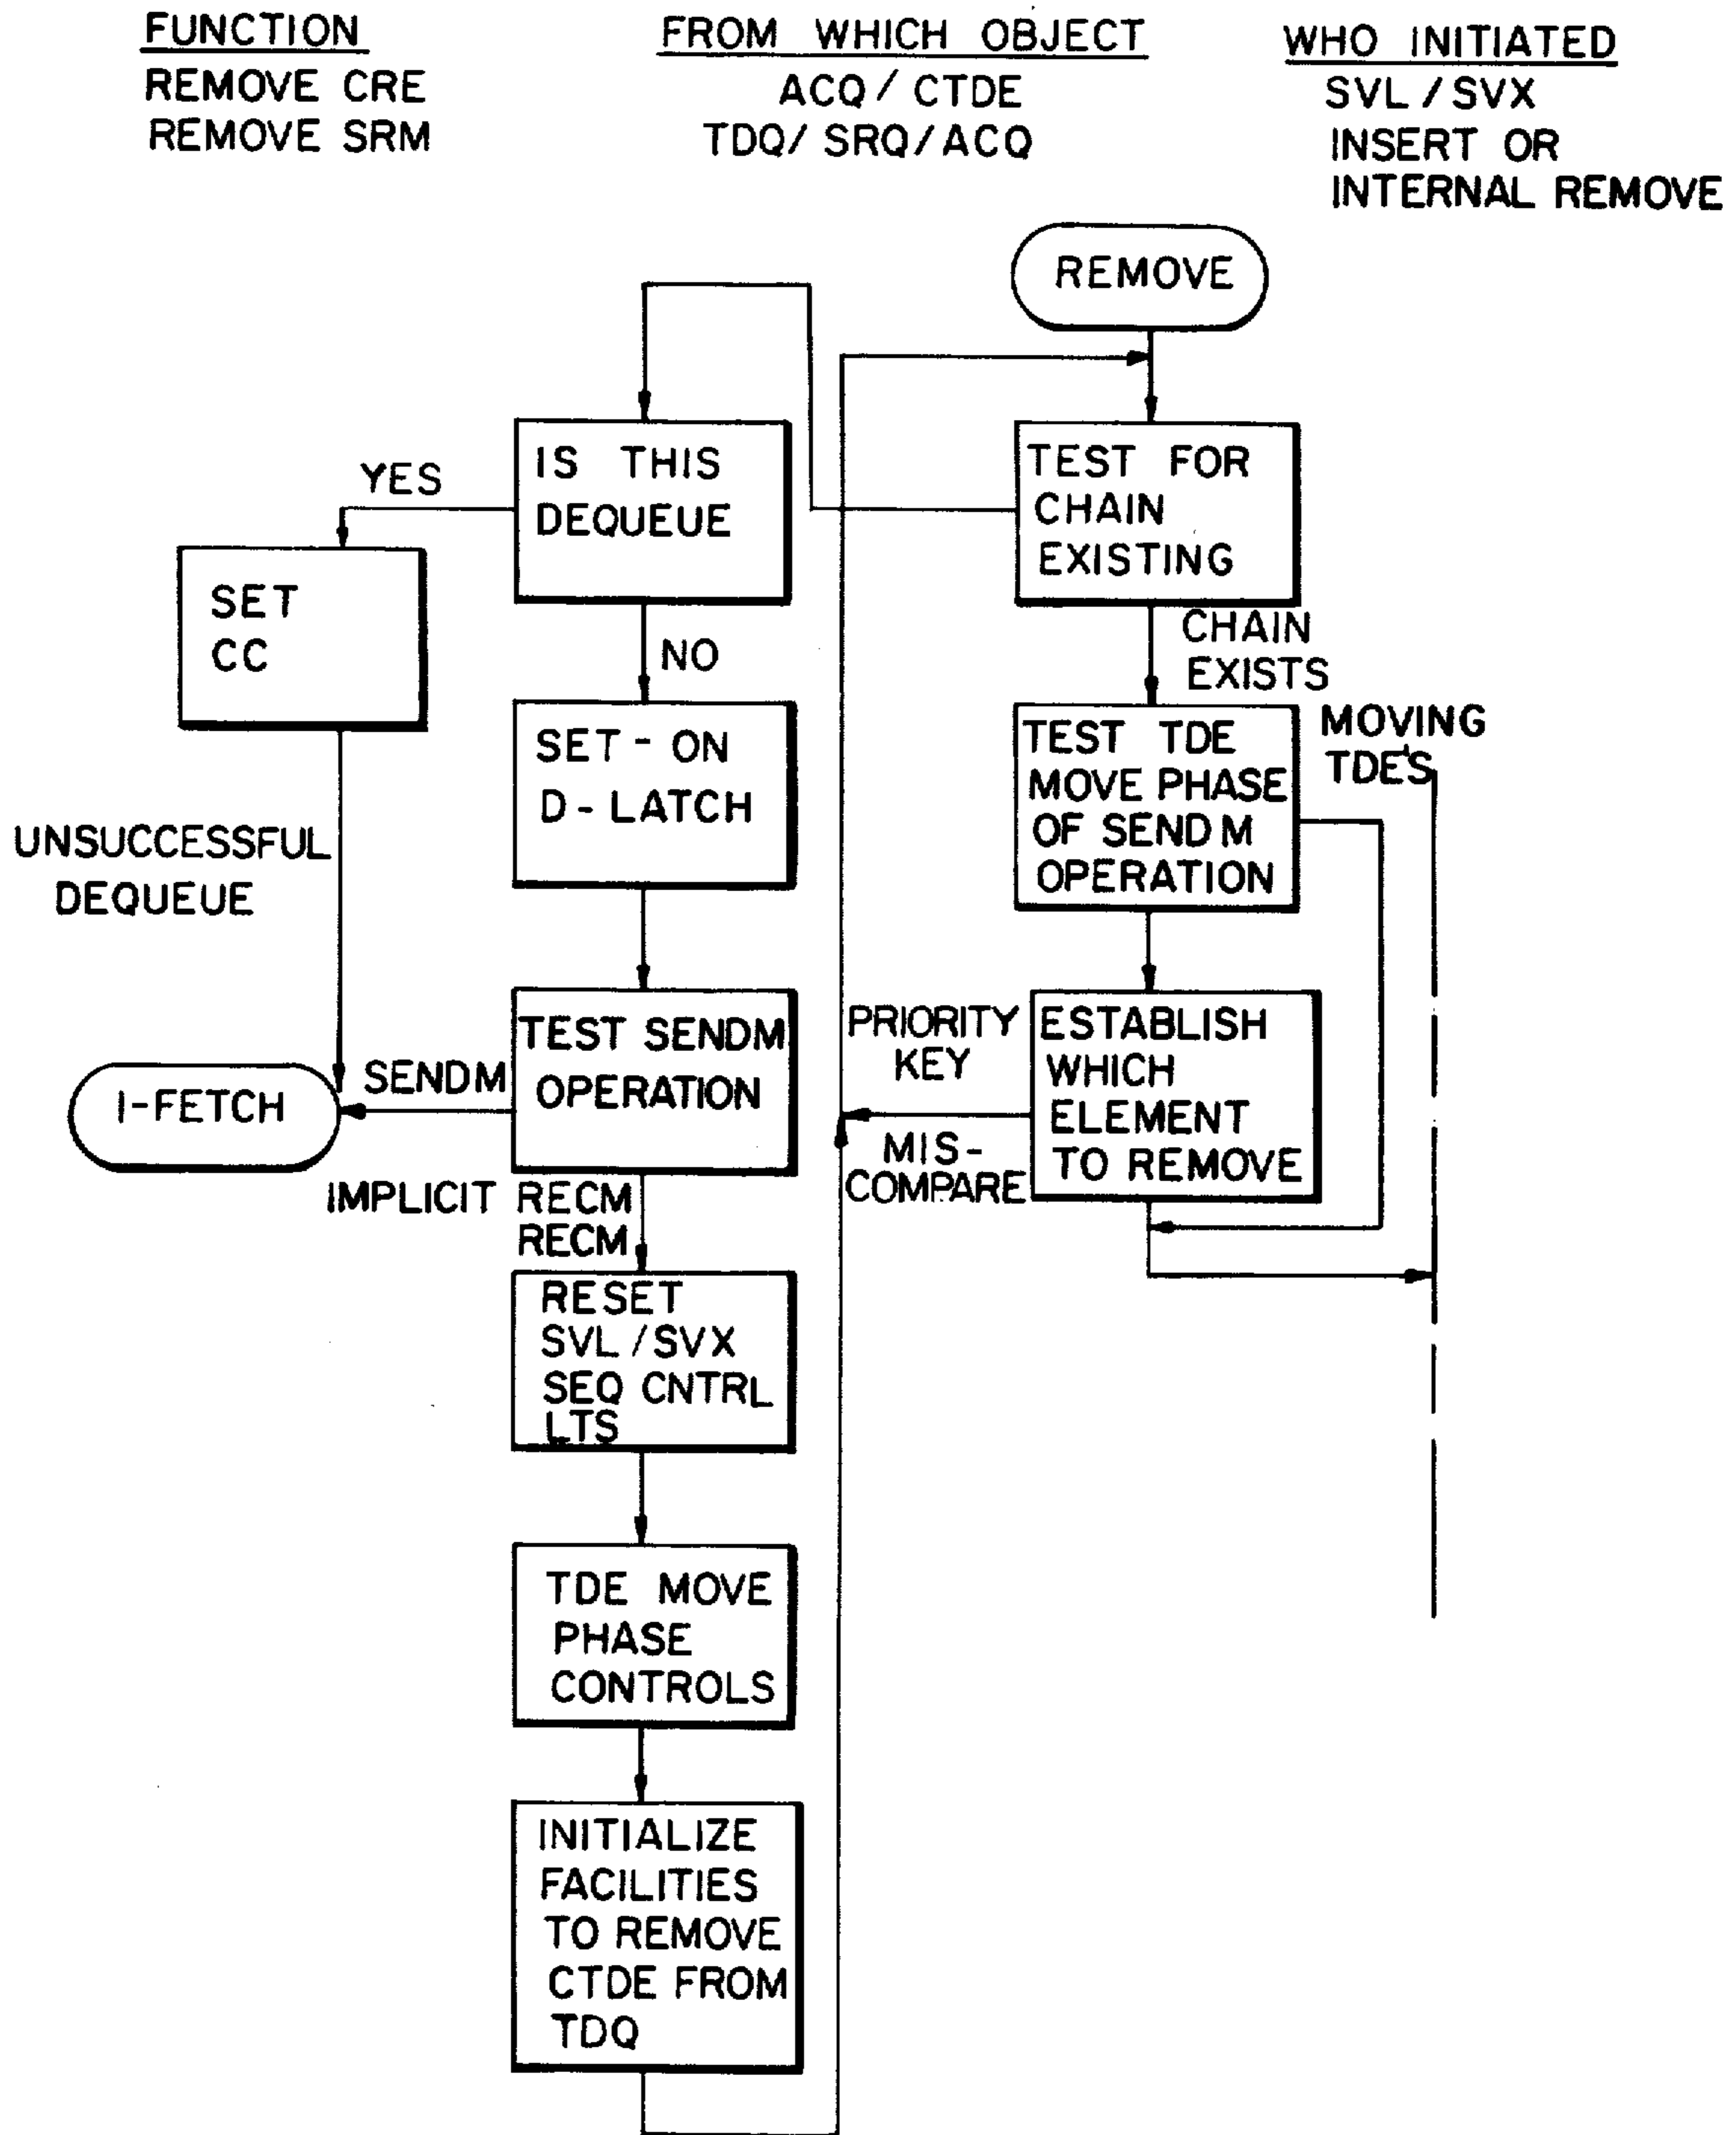 FUNCTION
REMOVE CRE
REMOVE SRM
FROM WHICH OBJECT
ACQ / CTDE
TDQ/ SRQ/ACQ
WHO INITIATED
SVL / SVX
INSERT OR
INTERNAL REMOVE
REMOVE
IS THIS
DEQUEUE
YES
NO
SET
CC
UNSUCCESSFUL
DEQUEUE
I-FETCH
SET-ON
D-LATCH
TEST SENDM
OPERATION
SENDM
IMPLICIT RECM
RECM
RESET
SVL/SVX
SEQ CNTRL
LTS
TDE MOVE
PHASE
CONTROLS
INITIALIZE
FACILITIES
TO REMOVE
CTDE FROM
TDQ
TEST FOR
CHAIN
EXISTING
CHAIN
EXISTS
TEST TDE
MOVE PHASE
OF SENDM
OPERATION
MOVING
TDE'S
ESTABLISH
WHICH
ELEMENT
TO REMOVE
PRIORITY
KEY
MIS-
COMPARE